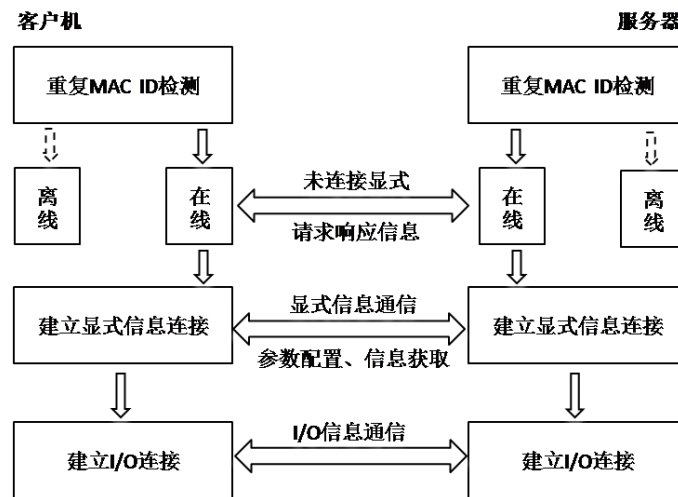 客户机 服务器
重复MAC ID检测 重复MAC ID检测
未连接显式
离线 在线 在线 离线
请求响应信息
显式信息通信
建立显式信息连接 建立显式信息连接
参数配置、信息获取
I/O信息通信
建立I/O连接 建立I/O连接